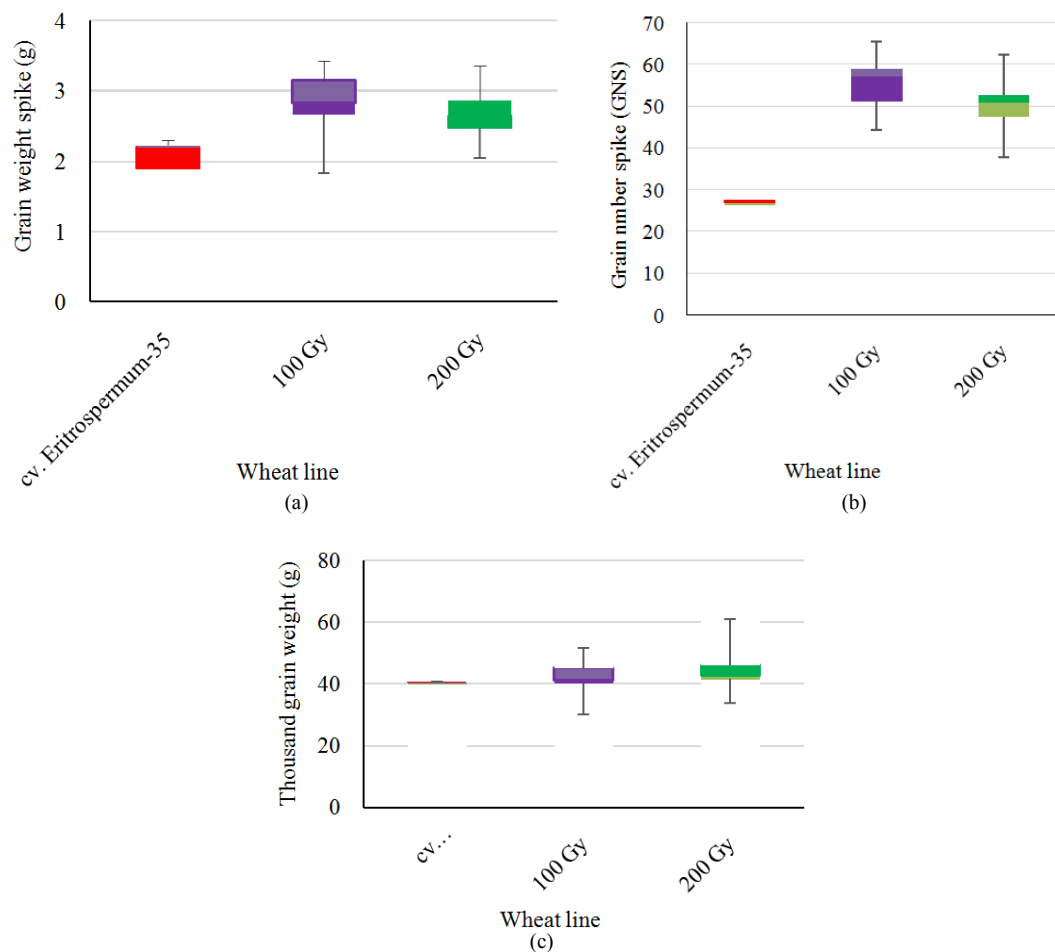 Grain weight spike (g)
4
3
2
1
0
cv. Eritrospermum-35
100 Gy
200 Gy
Wheat line
(a)
Grain nmber spike (GNS)
70
60
50
40
30
20
10
0
cv. Eritrospermum-35
100 Gy
200 Gy
Wheat line
(b)
Thousand grain weight (g)
80
60
40
20
0
cv...
100 Gy
200 Gy
Wheat line
(c)